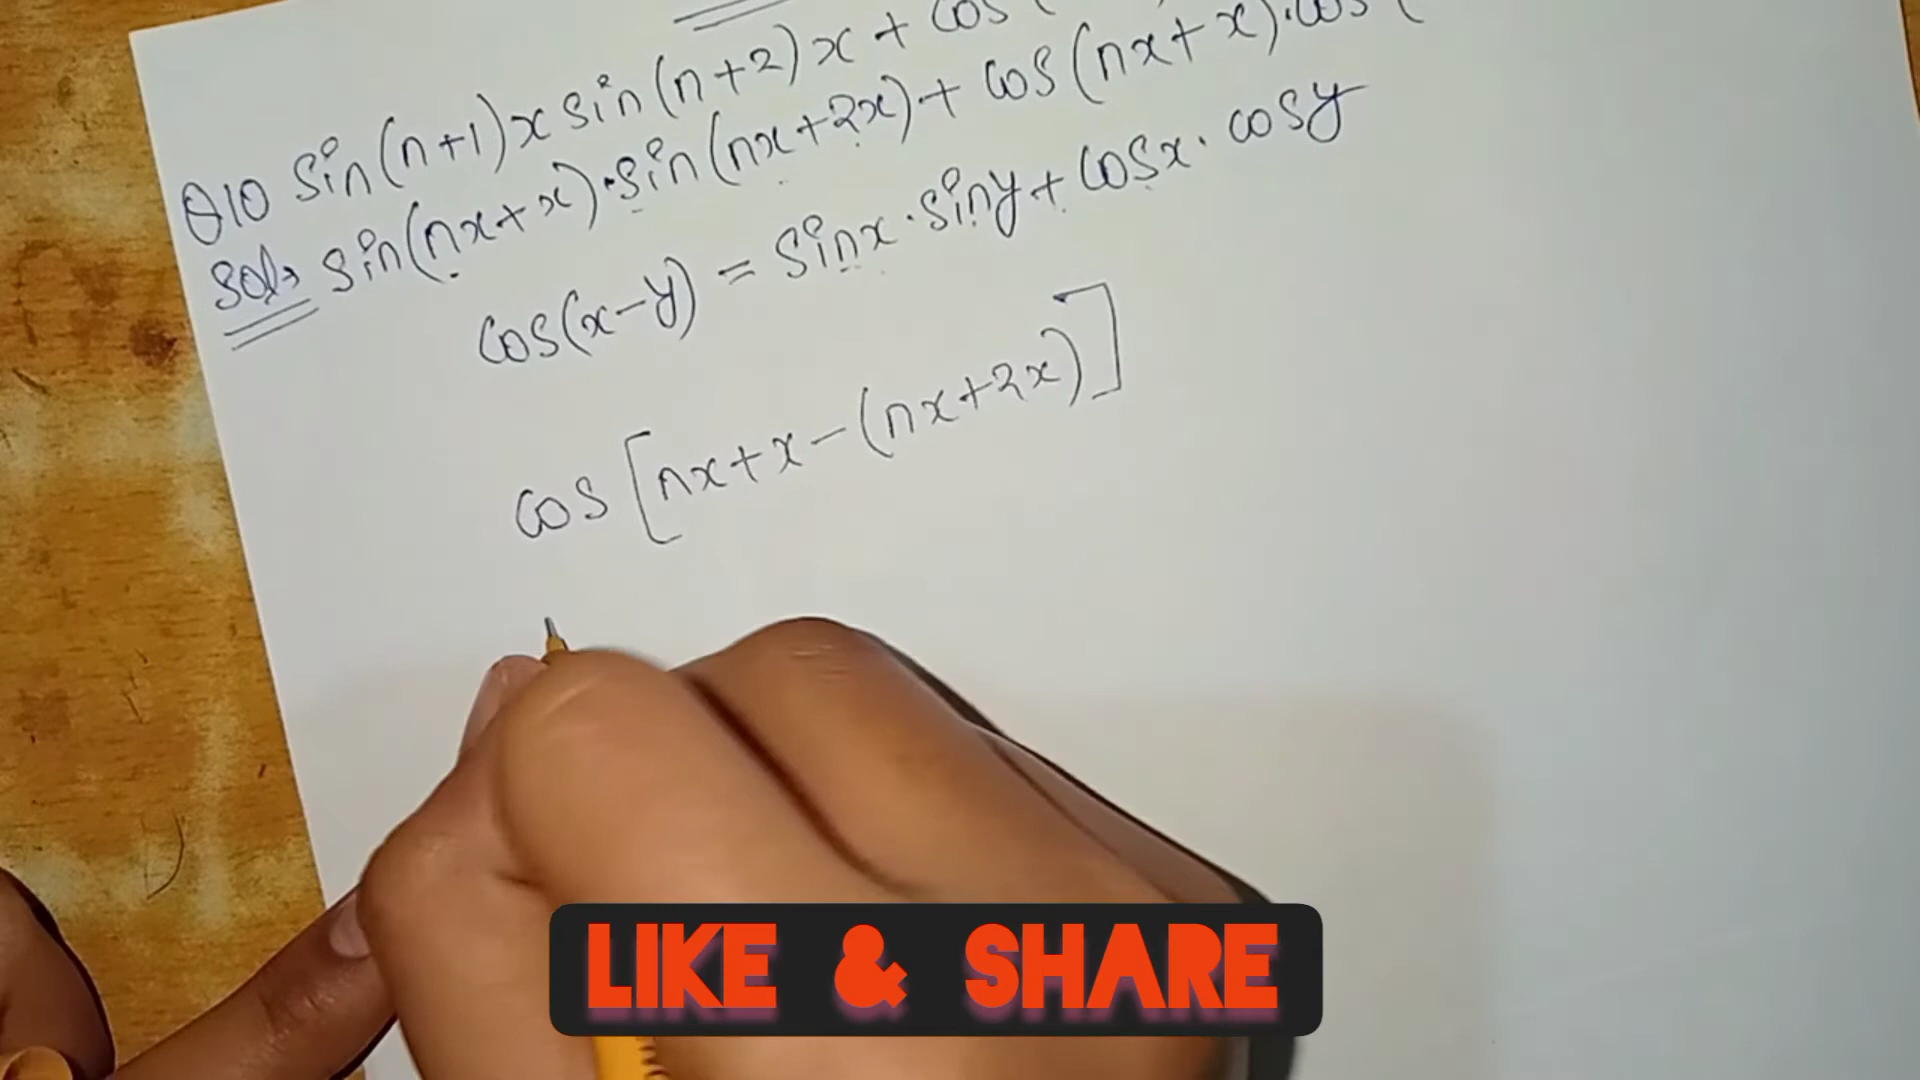 Q10 sin(n+1)x sin(n+2)x + cos(
Sol⇒ sin(nx+x)·sin(nx+2x)+ cos(nx+x)·cos(
cos(x-y) = sinx·siny+cosx·cosy
cos[nx+x-(nx+2x)]
LIKE & SHARE